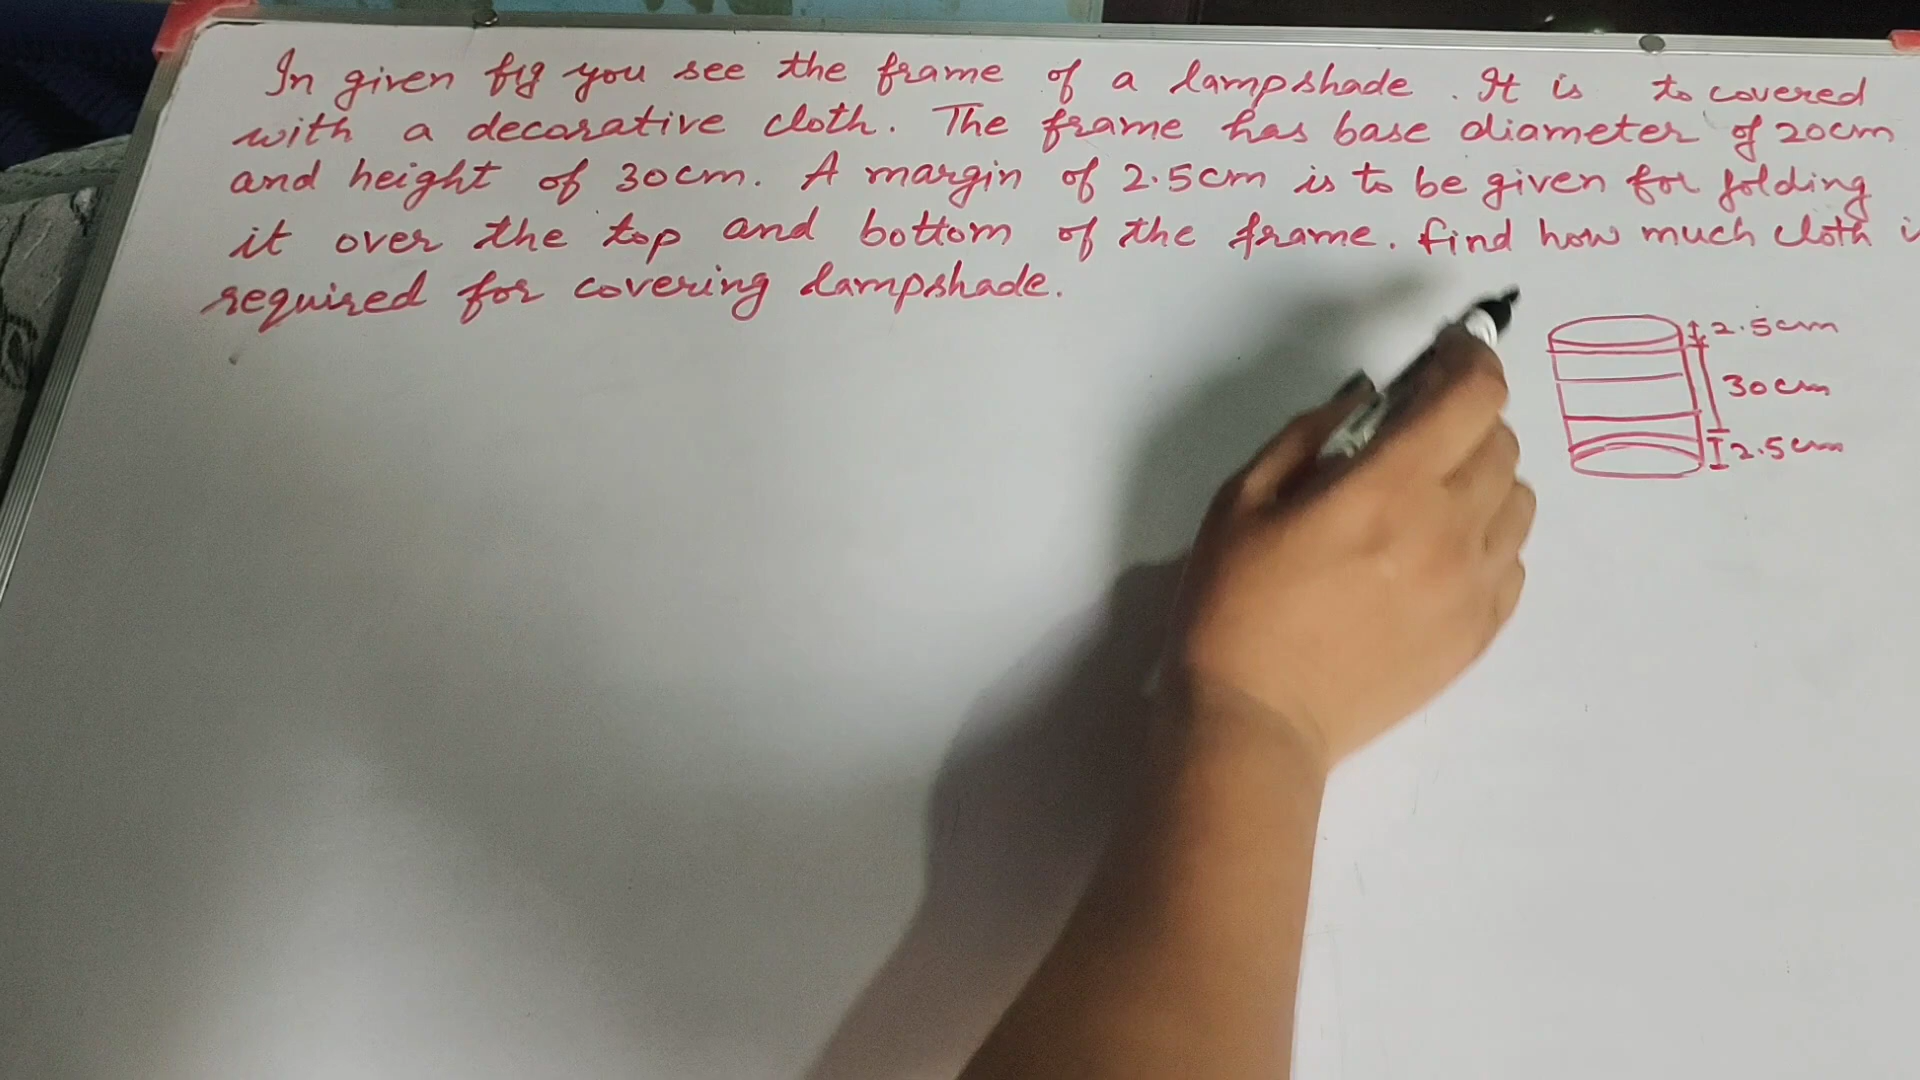 In given fig you see the frame of a lampshade. It is to covered
with a decorative cloth. The frame has base diameter of 20cm
and height of 30cm. A margin of 2.5cm is to be given for folding
it over the top and bottom of the frame. find how much cloth is
required for covering lampshade.
2.5cm
30cm
2.5cm